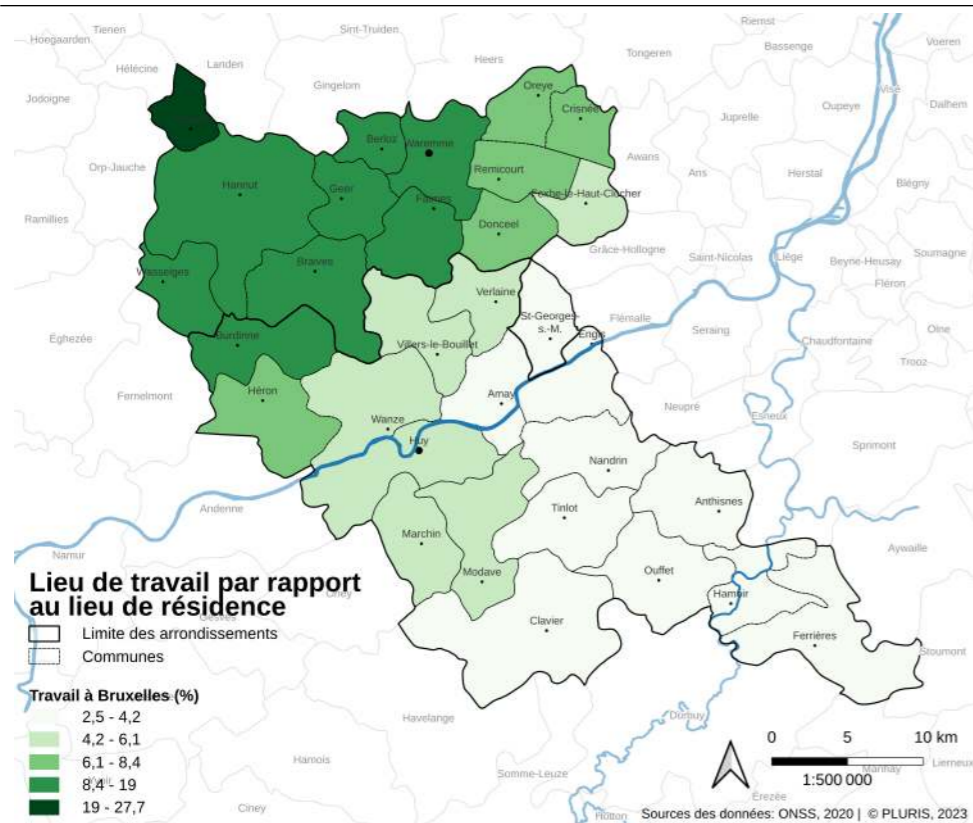 Tienen
Sint-Truiden
Riemst
Hoegaarden
Bassenge
Voeren
Landen
Heers
Tongeren
Hélécine
Gingelom
Oreye
Visé
Jodoigne
Crisnée
Oupeye
Dalhem
Juprelle
Berloz
Waremme
Awans
Orp-Jauche
Remicourt
Ans
Herstal
Hannut
Geer
Fexhe-le-Haut-Clocher
Blégny
Faimes
Ramillies
Donceel
Grâce-Hollogne
Saint-Nicolas
Liège
Soumagne
Wasseiges
Braives
Beyne-Heusay
Fléron
Verlaine
St-Georges-
s.-M.
Flémalle
Éghezée
Burdinne
Villers-le-Bouillet
Engis
Seraing
Chaudfontaine
Olne
Trooz
Fernelmont
Héron
Amay
Neupré
Esneux
Wanze
Huy
Sprimont
Nandrin
Andenne
Tinlot
Anthisnes
Marchin
Namur
Aywaille
Modave
Ouffet
Hamoir
Ohey
Gesves
Clavier
Ferrières
Stoumont
Lieu de travail par rapport
au lieu de résidence
Limite des arrondissements
Communes
Travail à Bruxelles (%)
2,5 - 4,2
4,2 - 6,1
6,1 - 8,4
8,4 - 19
19 - 27,7
Havelange
Durbuy
Hamois
Somme-Leuze
Manhay
Lierneux
Yvoir
Ciney
Érezée
Hotton
0 5 10 km
1:500 000
Sources des données: ONSS, 2020 | © PLURIS, 2023